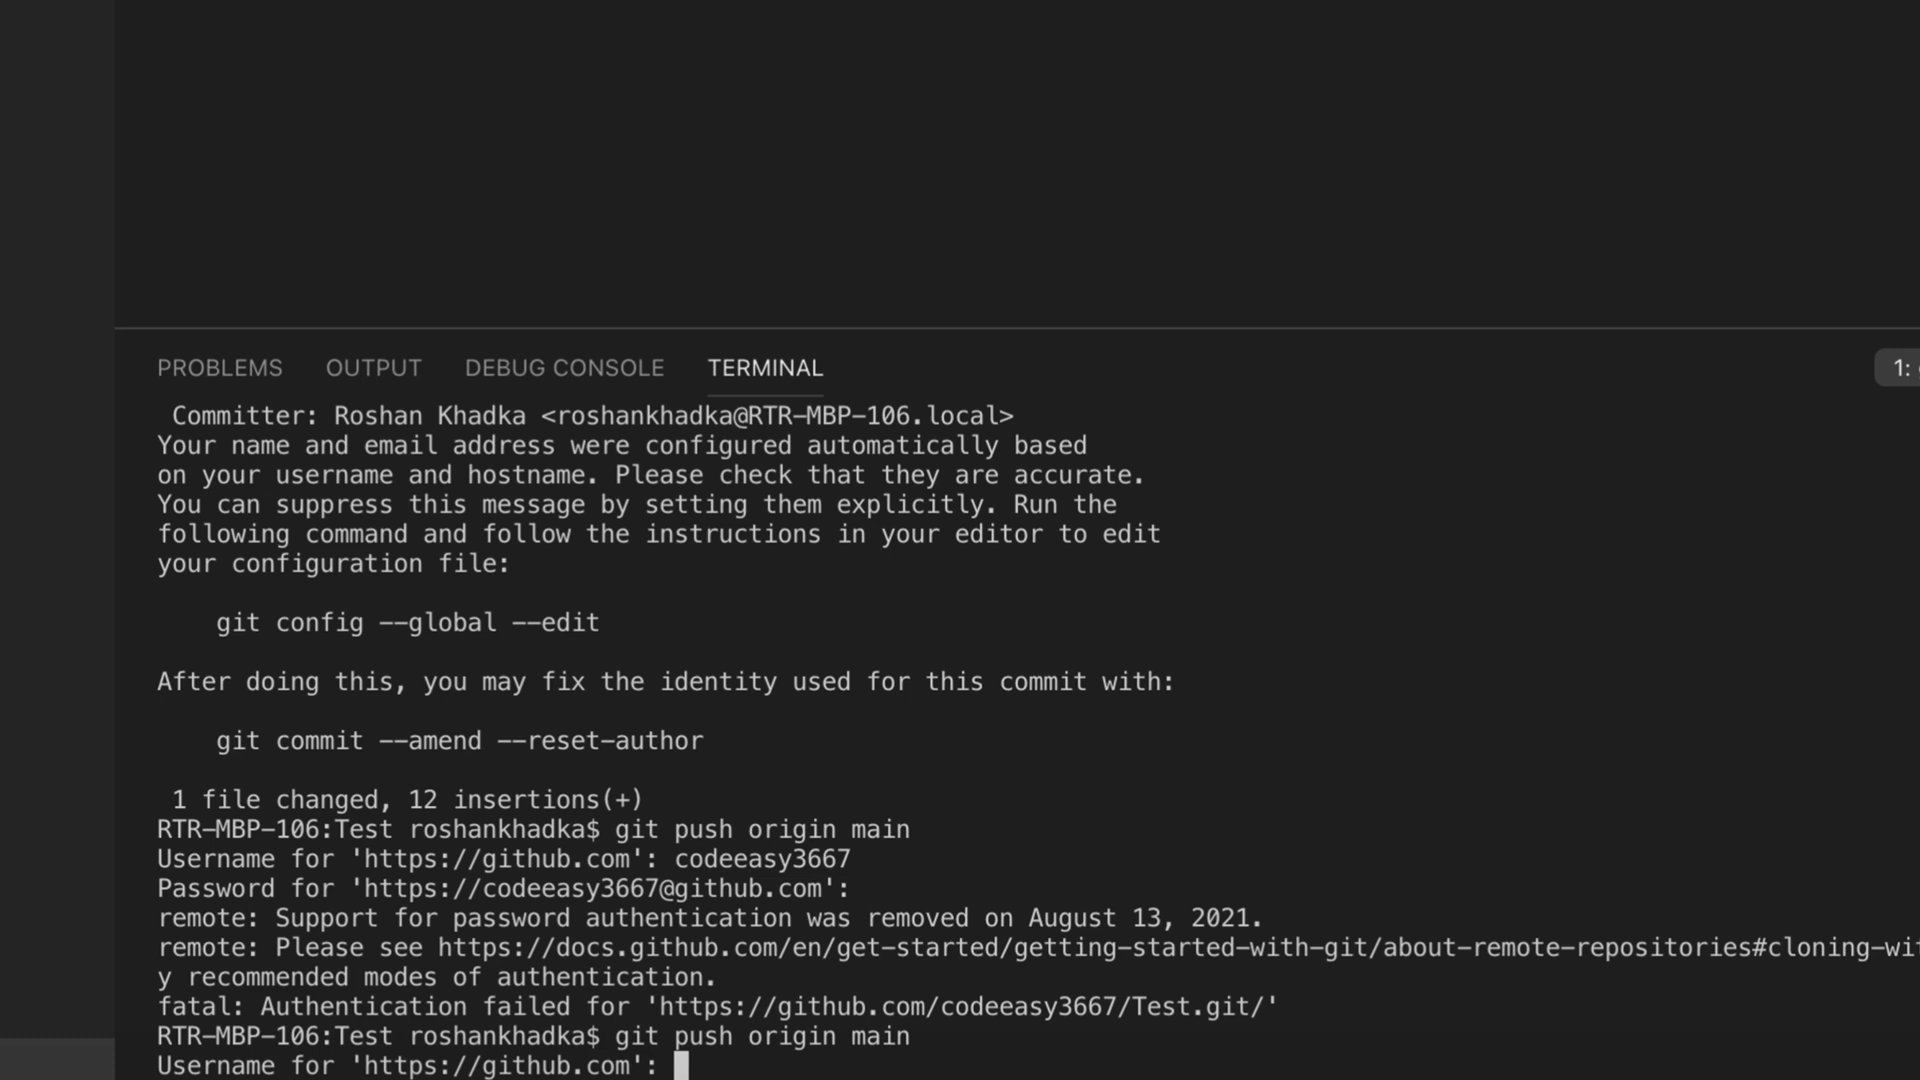 PROBLEMS OUTPUT DEBUG CONSOLE TERMINAL 1:
Committer: Roshan Khadka <roshankhadka@RTR-MBP-106.local>
Your name and email address were configured automatically based
on your username and hostname. Please check that they are accurate.
You can suppress this message by setting them explicitly. Run the
following command and follow the instructions in your editor to edit
your configuration file:
git config --global --edit
After doing this, you may fix the identity used for this commit with:
git commit --amend --reset-author
1 file changed, 12 insertions(+)
RTR-MBP-106:Test roshankhadka$ git push origin main
Username for 'https://github.com': codeeasy3667
Password for 'https://codeeasy3667@github.com':
remote: Support for password authentication was removed on August 13, 2021.
remote: Please see https://docs.github.com/en/get-started/getting-started-with-git/about-remote-repositories#cloning-wi
y recommended modes of authentication.
fatal: Authentication failed for 'https://github.com/codeeasy3667/Test.git/'
RTR-MBP-106:Test roshankhadka$ git push origin main
Username for 'https://github.com':